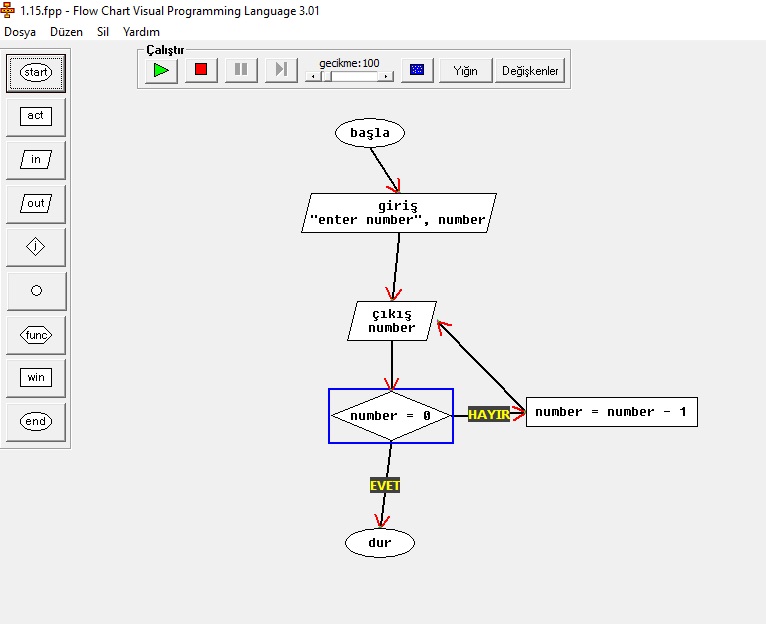 1.15.fpp - Flow Chart Visual Programming Language 3.01
Dosya Düzen Sil Yardım
Çalıştır
gecikme:100
Yığın
Değişkenler
start
act
in
out
j
func
win
end
başla
giriş
"enter number", number
çıkış
number
number = 0
HAYIR
number = number - 1
EVET
dur